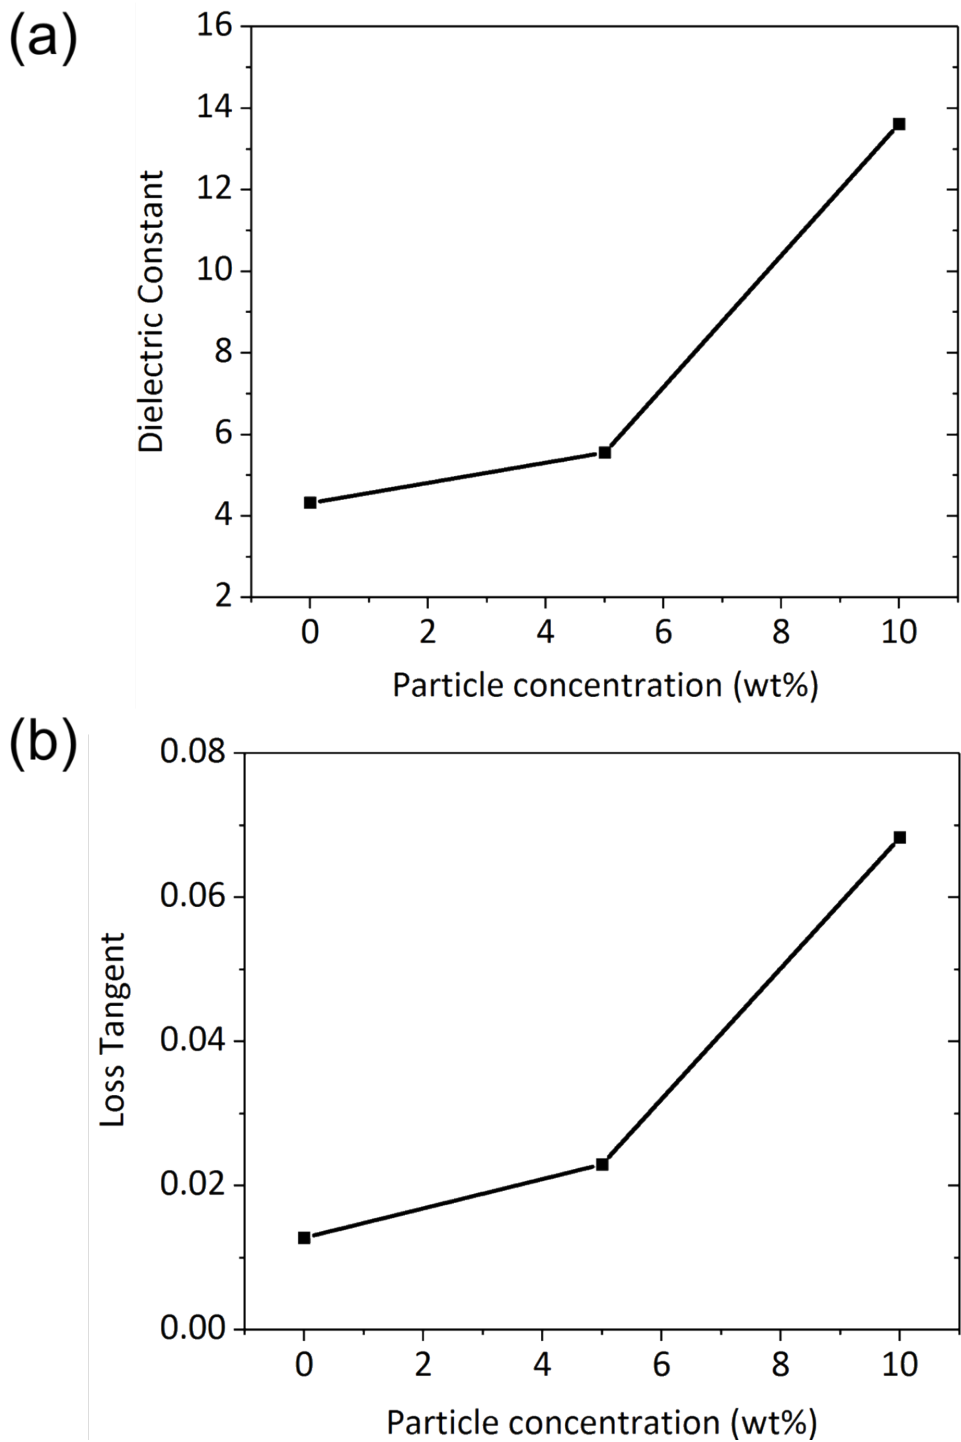 (a)
16
14
12
10
8
6
4
2
Dielectric Constant
0 2 4 6 8 10
Particle concentration (wt%)
(b)
0.08
0.06
0.04
0.02
0.00
Loss Tangent
0 2 4 6 8 10
Particle concentration (wt%)